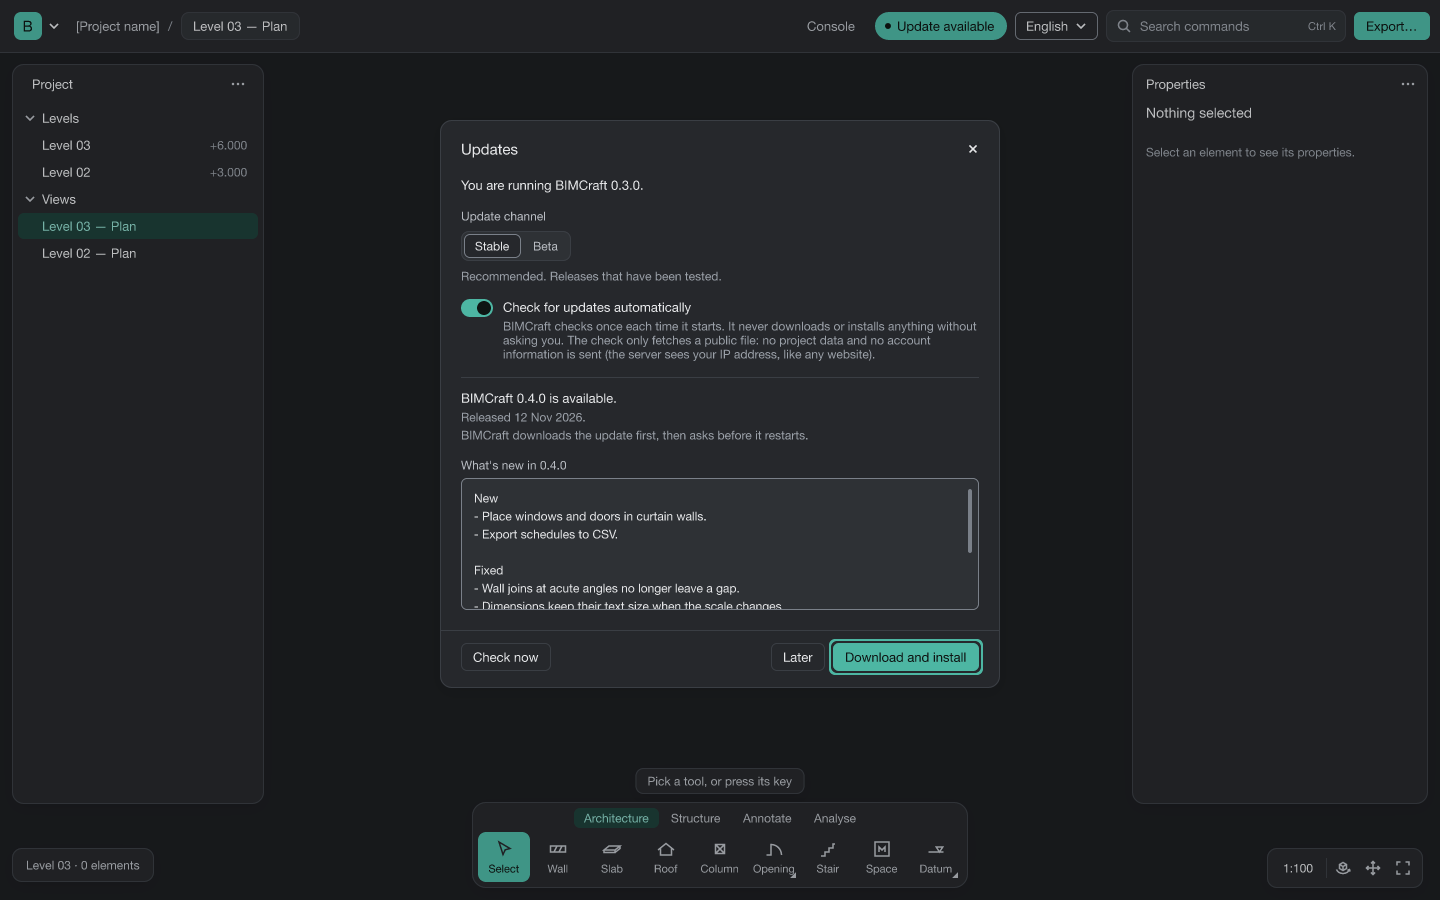 B
[Project name] / Level 03 — Plan
Console
Update available
English
Search commands Ctrl K
Export...
Project
Levels
Level 03 +6.000
Level 02 +3.000
Views
Level 03 — Plan
Level 02 — Plan
Updates
You are running BIMCraft 0.3.0.
Update channel
Stable Beta
Recommended. Releases that have been tested.
Check for updates automatically
BIMCraft checks once each time it starts. It never downloads or installs anything without
asking you. The check only fetches a public file: no project data and no account
information is sent (the server sees your IP address, like any website).
BIMCraft 0.4.0 is available.
Released 12 Nov 2026.
BIMCraft downloads the update first, then asks before it restarts.
What's new in 0.4.0
New
- Place windows and doors in curtain walls.
- Export schedules to CSV.
Fixed
- Wall joins at acute angles no longer leave a gap.
- Dimensions keep their text size when the scale changes
Check now Later Download and install
Properties
Nothing selected
Select an element to see its properties.
Pick a tool, or press its key
Architecture Structure Annotate Analyse
Select Wall Slab Roof Column Opening Stair Space Datum
Level 03 · 0 elements
1:100